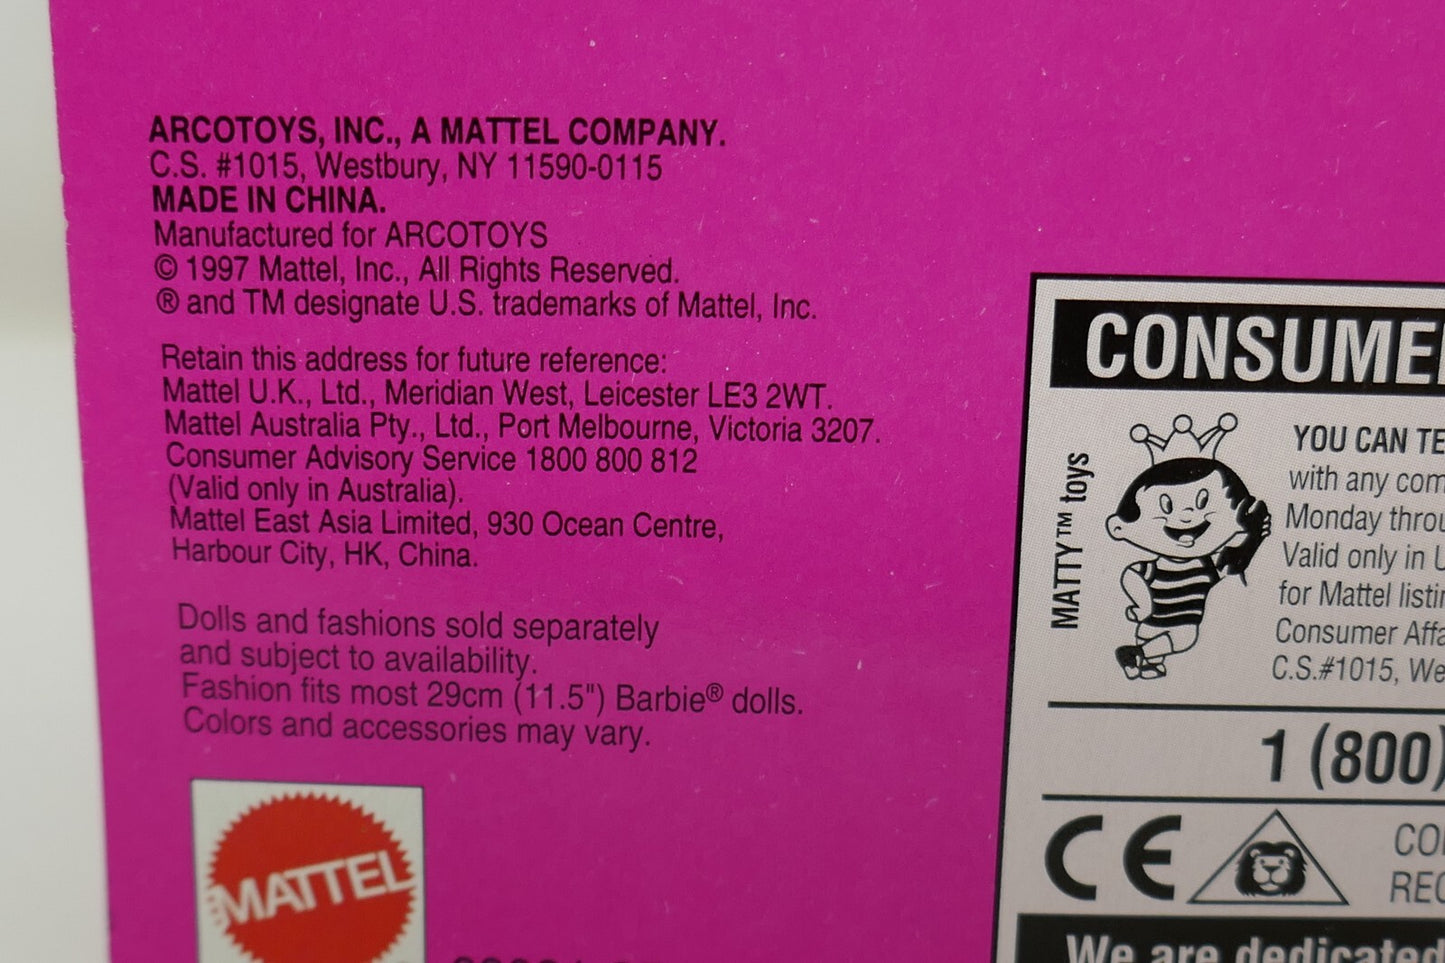 ARCOTOYS, INC., A MATTEL COMPANY.
C.S. #1015, Westbury, NY 11590-0115
MADE IN CHINA.
Manufactured for ARCOTOYS
© 1997 Mattel, Inc., All Rights Reserved.
® and TM designate U.S. trademarks of Mattel, Inc.
Retain this address for future reference:
Mattel U.K., Ltd., Meridian West, Leicester LE3 2WT.
Mattel Australia Pty., Ltd., Port Melbourne, Victoria 3207.
Consumer Advisory Service 1800 800 812
(Valid only in Australia).
Mattel East Asia Limited, 930 Ocean Centre,
Harbour City, HK, China.
Dolls and fashions sold separately
and subject to availability.
Fashion fits most 29cm (11.5") Barbie® dolls.
Colors and accessories may vary.
MATTEL
CONSUME
MATTY™ toys
YOU CAN TE
with any com
Monday throu
Valid only in U
for Mattel listin
Consumer Affa
C.S.#1015, We
1 (800)
CE
CO
REC
We are dedicated